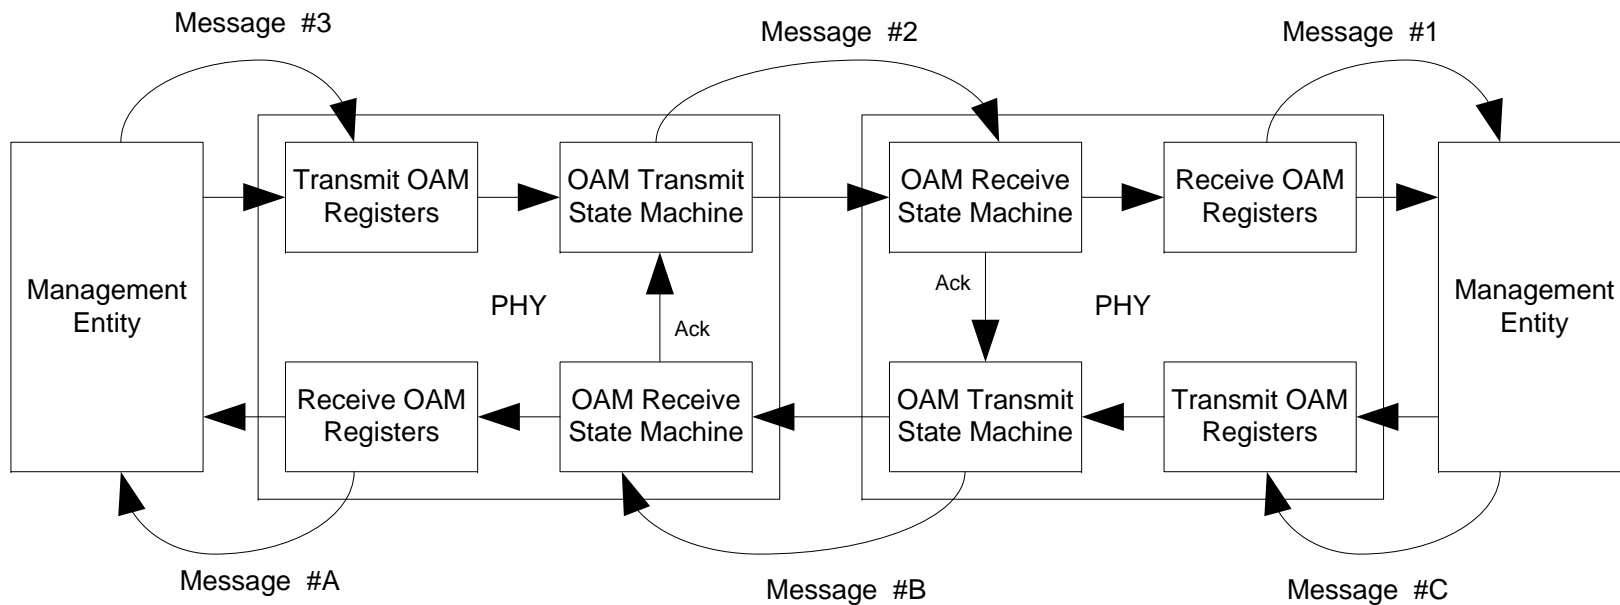 Message #3
Message #2
Message #1
Transmit OAM
Registers
OAM Transmit
State Machine
OAM Receive
State Machine
Receive OAM
Registers
Management
Entity
PHY
Ack
Ack
PHY
Management
Entity
Receive OAM
Registers
OAM Receive
State Machine
OAM Transmit
State Machine
Transmit OAM
Registers
Message #A
Message #B
Message #C